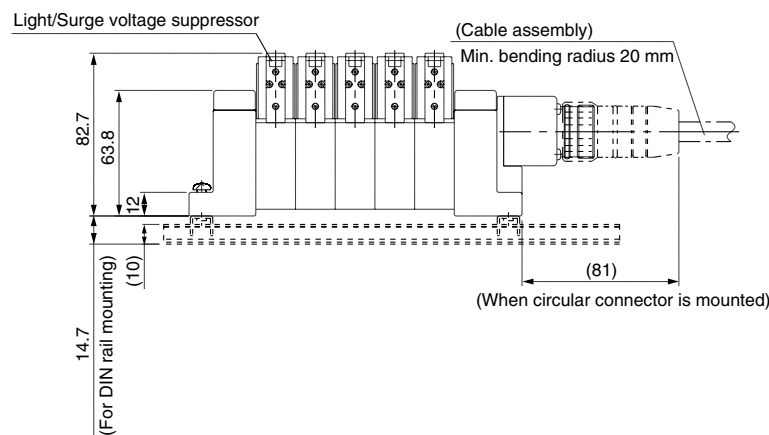 Light/Surge voltage suppressor
(Cable assembly)
Min. bending radius 20 mm
82.7
63.8
12
(10)
14.7
(For DIN rail mounting)
(81)
(When circular connector is mounted)